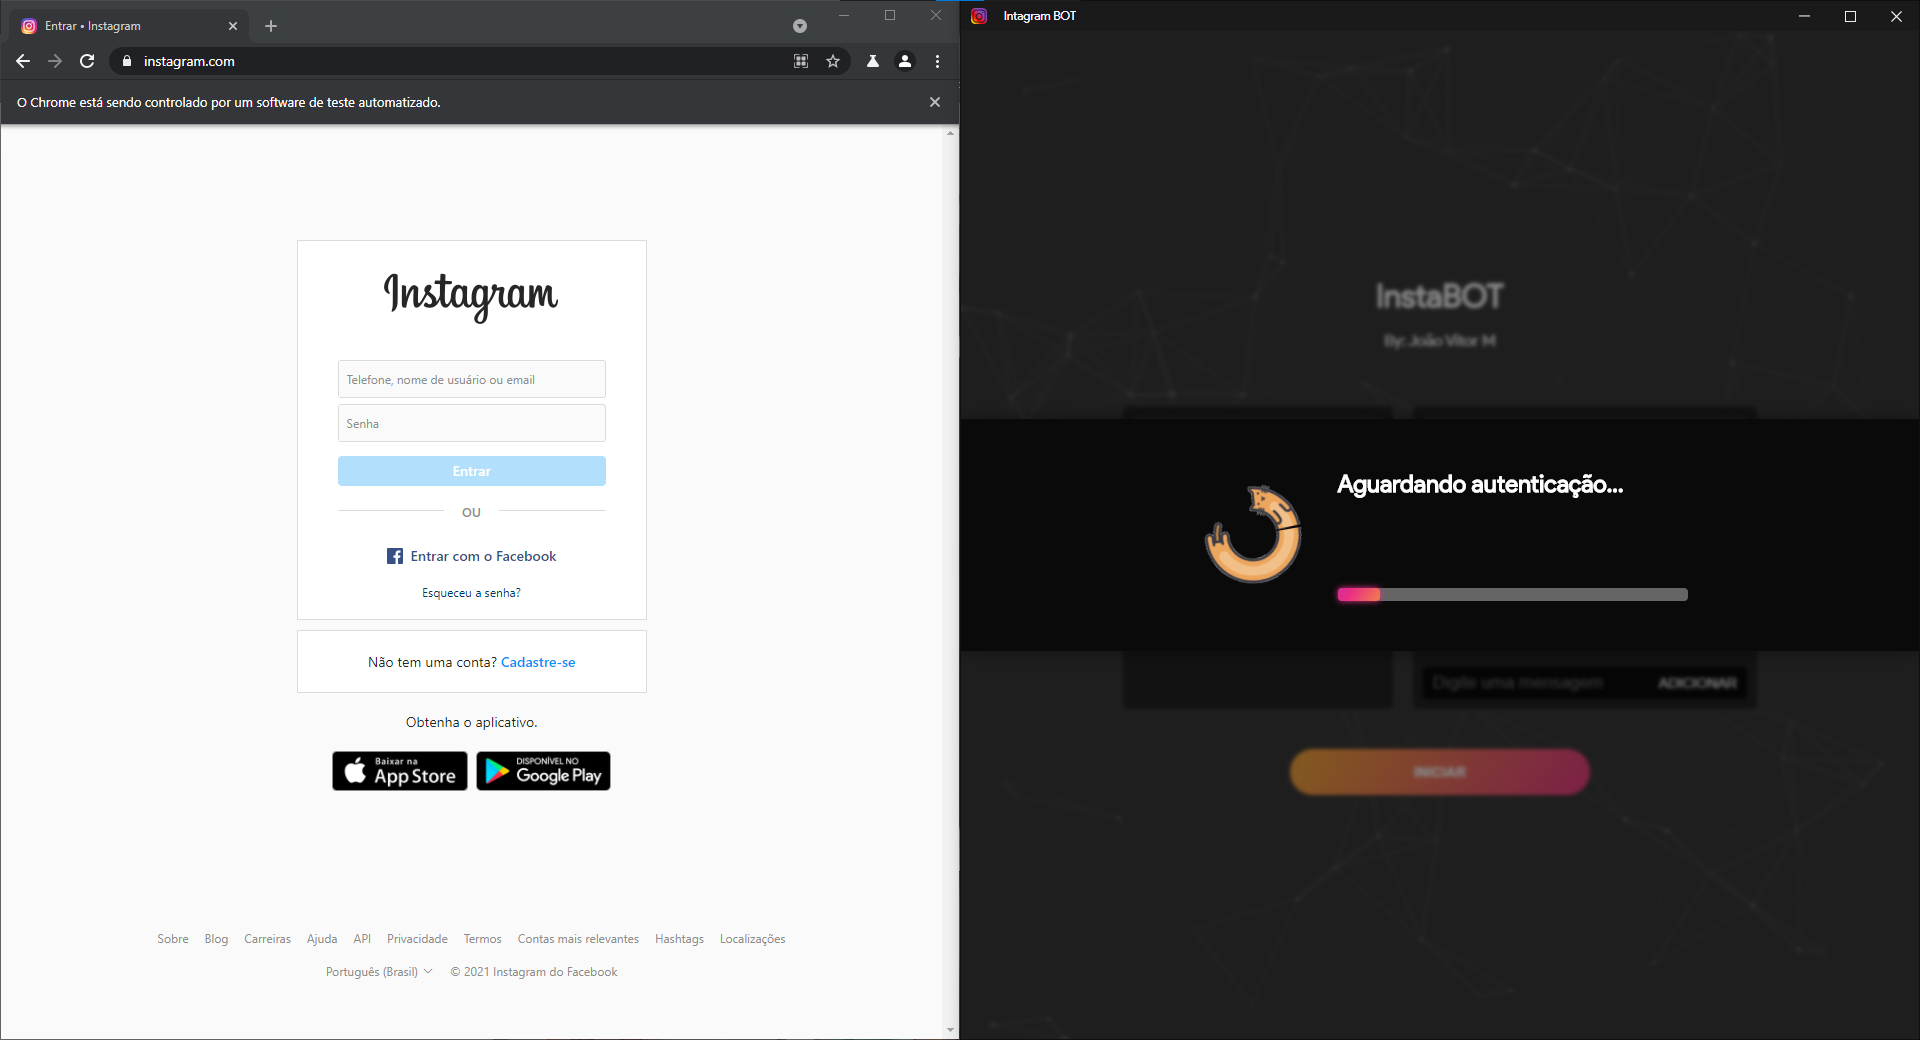 Entrar • Instagram
instagram.com
O Chrome está sendo controlado por um software de teste automatizado.
Instagram
Telefone, nome de usuário ou email
Senha
Entrar
OU
Entrar com o Facebook
Esqueceu a senha?
Não tem uma conta? Cadastre-se
Obtenha o aplicativo.
Baixar na
App Store
DISPONÍVEL NO
Google Play
Sobre Blog Carreiras Ajuda API Privacidade Termos Contas mais relevantes Hashtags Localizações
Português (Brasil) © 2021 Instagram do Facebook
Intagram BOT
InstaBOT
By: João Vitor M
Aguardando autenticação...
Digite uma mensagem ADICIONAR
INICIAR